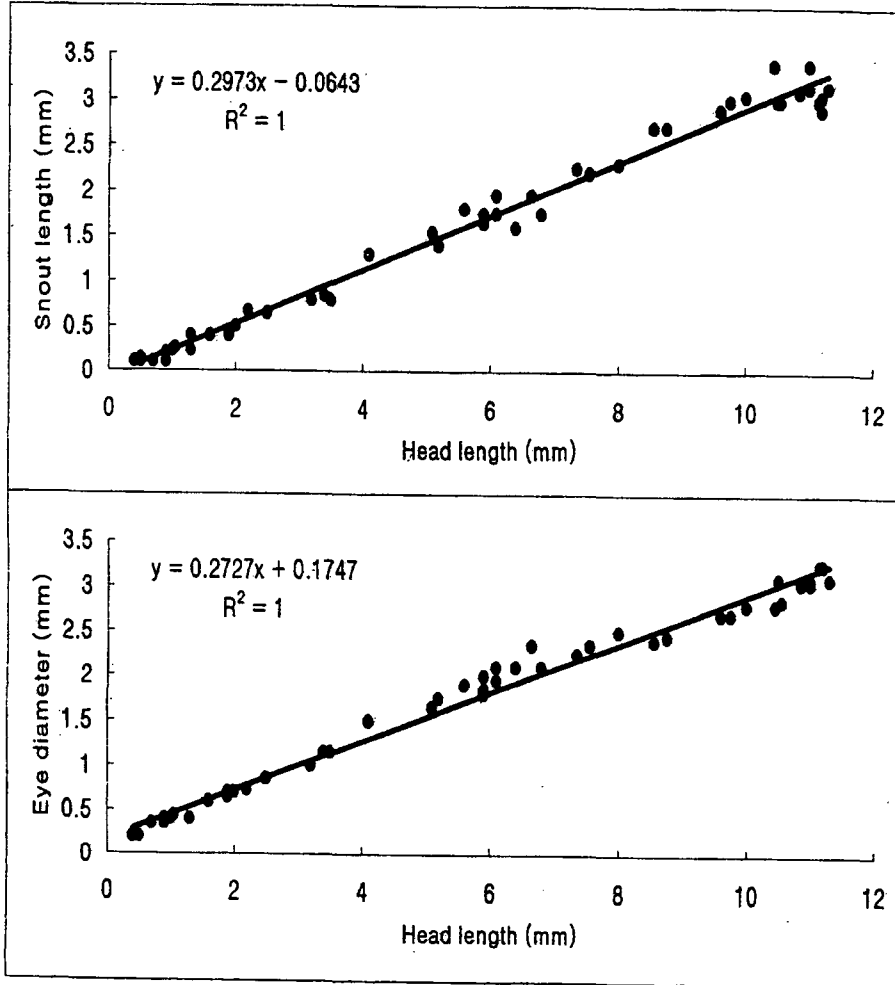 3.5
y = 0.2973x – 0.0643
3
R² = 1
2.5
2
1.5
1
0.5
0
Snout length (mm)
0 2 4 6 8 10 12
Head length (mm)
3.5
y = 0.2727x + 0.1747
3
R² = 1
2.5
2
1.5
1
0.5
0
Eye diameter (mm)
0 2 4 6 8 10 12
Head length (mm)